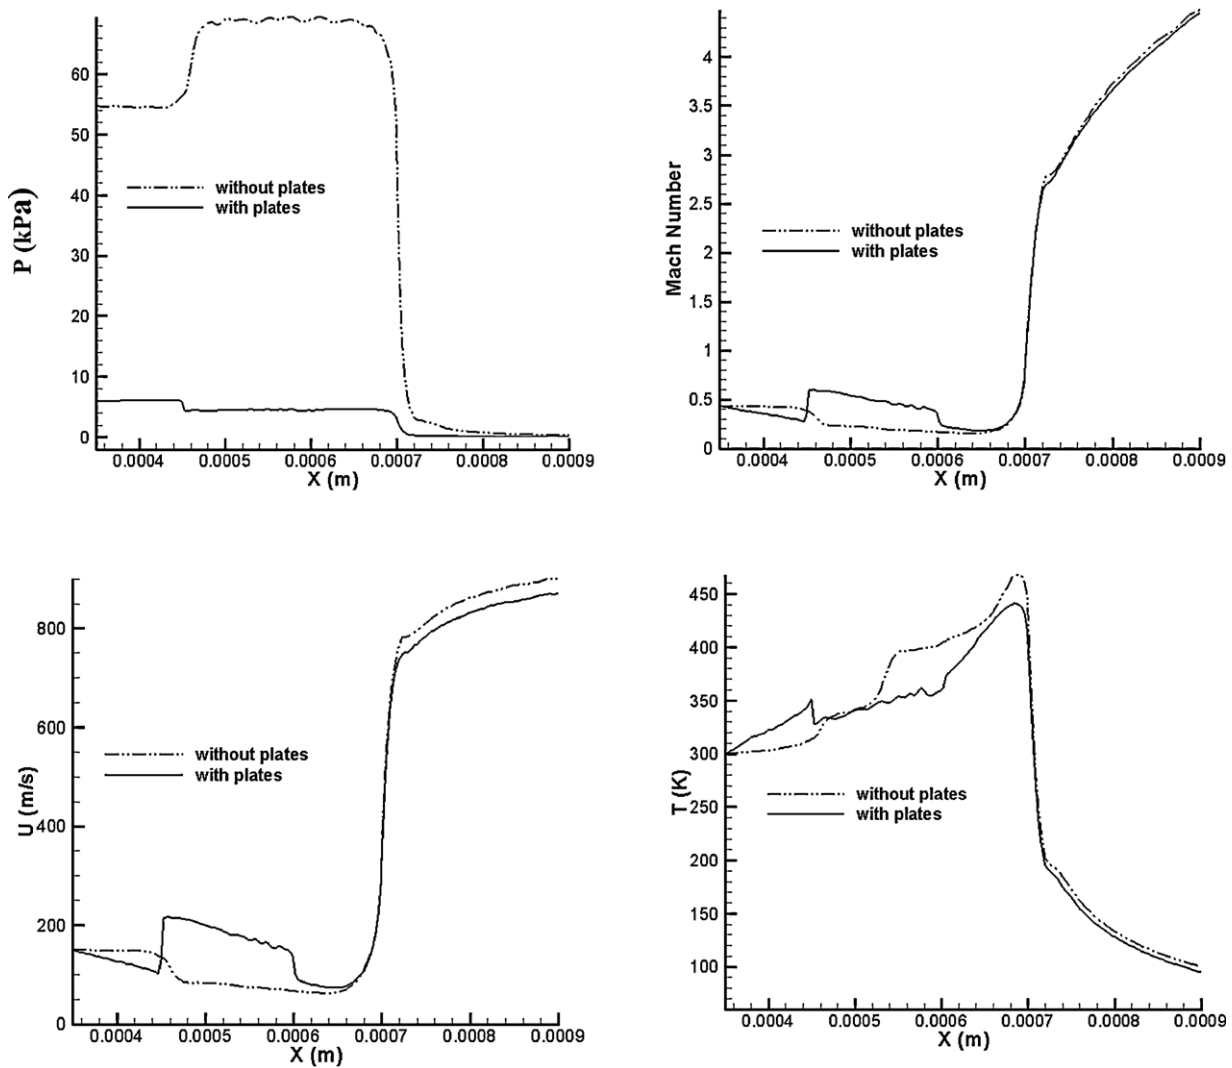 60
50
without plates
40
with plates
P (kPa)
30
20
10
0
0.0004 0.0005 0.0006 0.0007 0.0008 0.0009
X (m)
4
3.5
3
2.5
without plates
with plates
2
Mach Number
1.5
1
0.5
0
0.0004 0.0005 0.0006 0.0007 0.0008 0.0009
X (m)
800
600
without plates
with plates
U (m/s)
400
200
0
0.0004 0.0005 0.0006 0.0007 0.0008 0.0009
X (m)
450
400
350
300
without plates
with plates
T (K)
250
200
150
100
0.0004 0.0005 0.0006 0.0007 0.0008 0.0009
X (m)